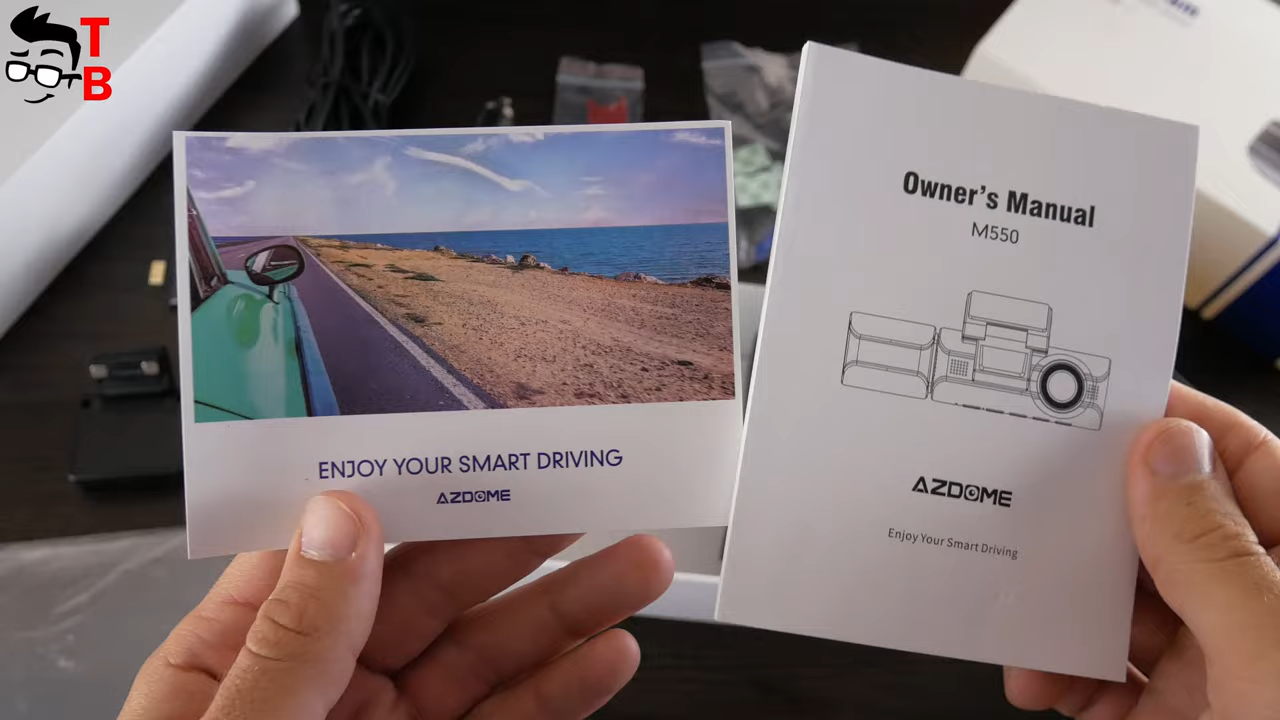 T
B
ENJOY YOUR SMART DRIVING
AZDOME
Owner's Manual
M550
AZDOME
Enjoy Your Smart Driving